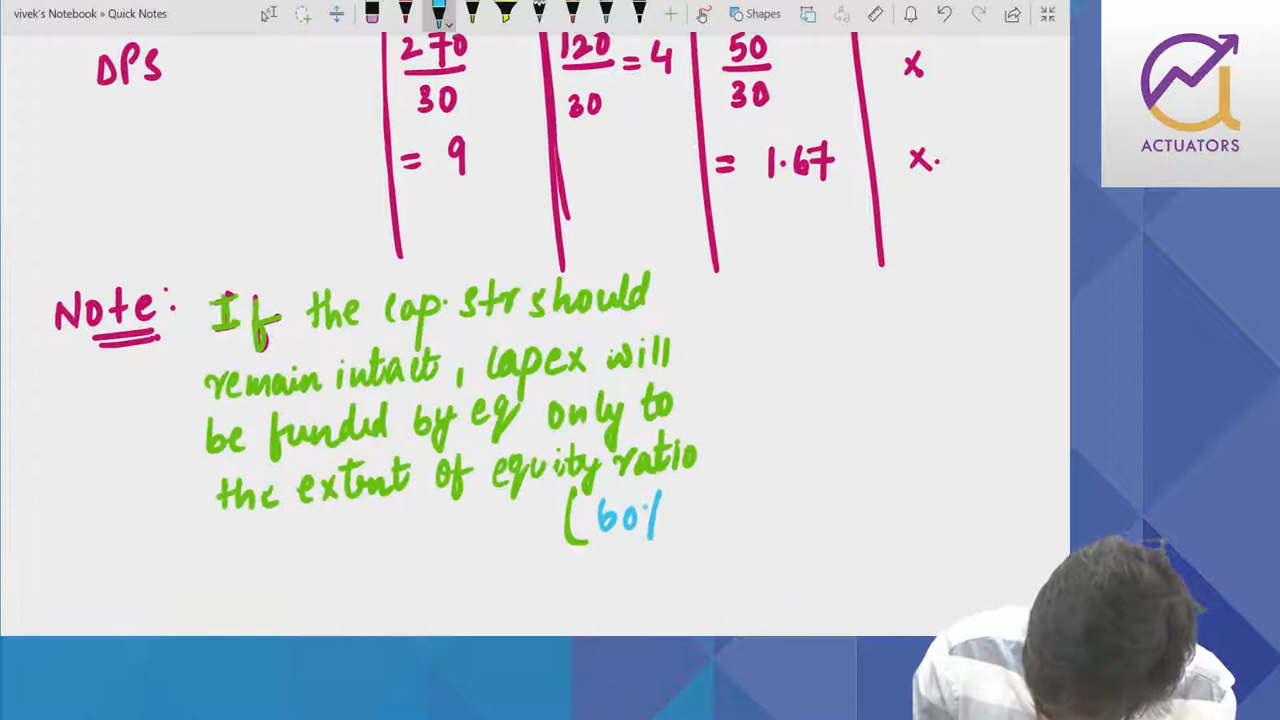 vivek's Notebook » Quick Notes
Shapes
DPS 270/30 120/30 = 4 50/30 x
= 9 = 1.67 x.
Note: If the cap. str should
remain intact, capex will
be funded by eq only to
the extent of equity ratio
( 60%
ACTUATORS